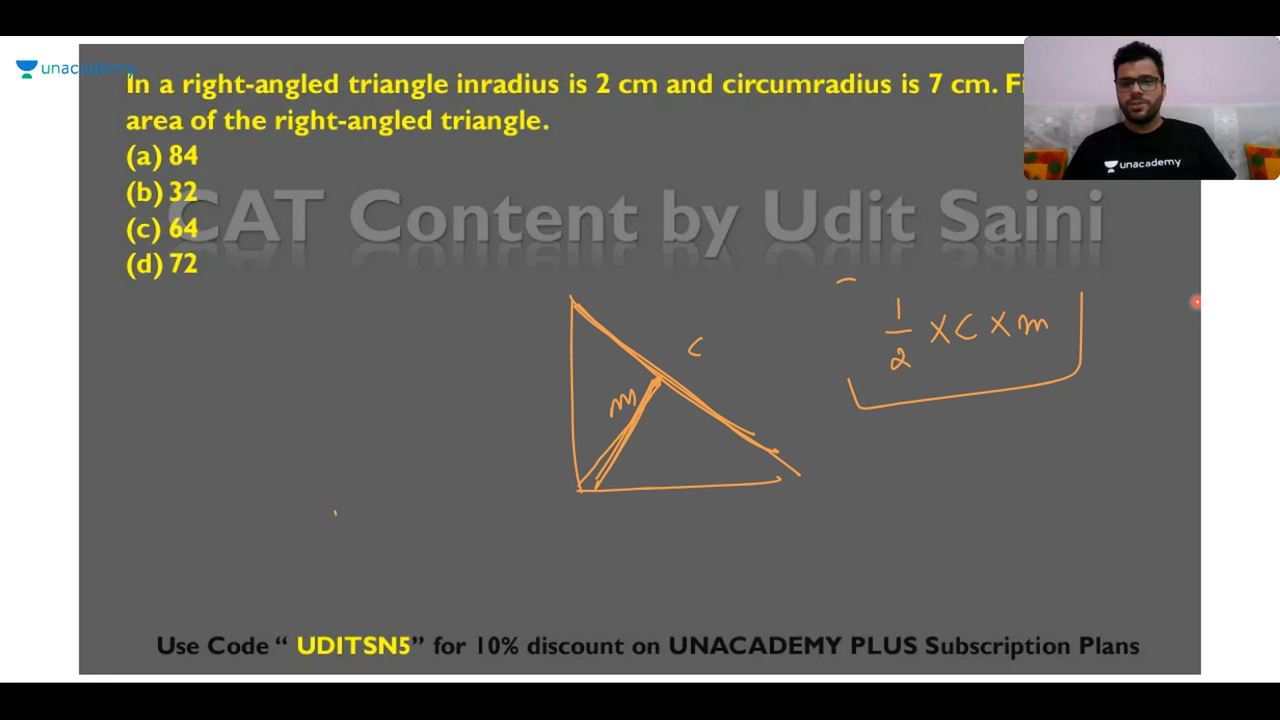 unacademy
In a right-angled triangle inradius is 2 cm and circumradius is 7 cm.
area of the right-angled triangle.
(a) 84
(b) 32
(c) 64
(d) 72
CAT Content by Udit Saini
unacademy
c
m
1/2 × c × m
Use Code “ UDITSN5” for 10% discount on UNACADEMY PLUS Subscription Plans